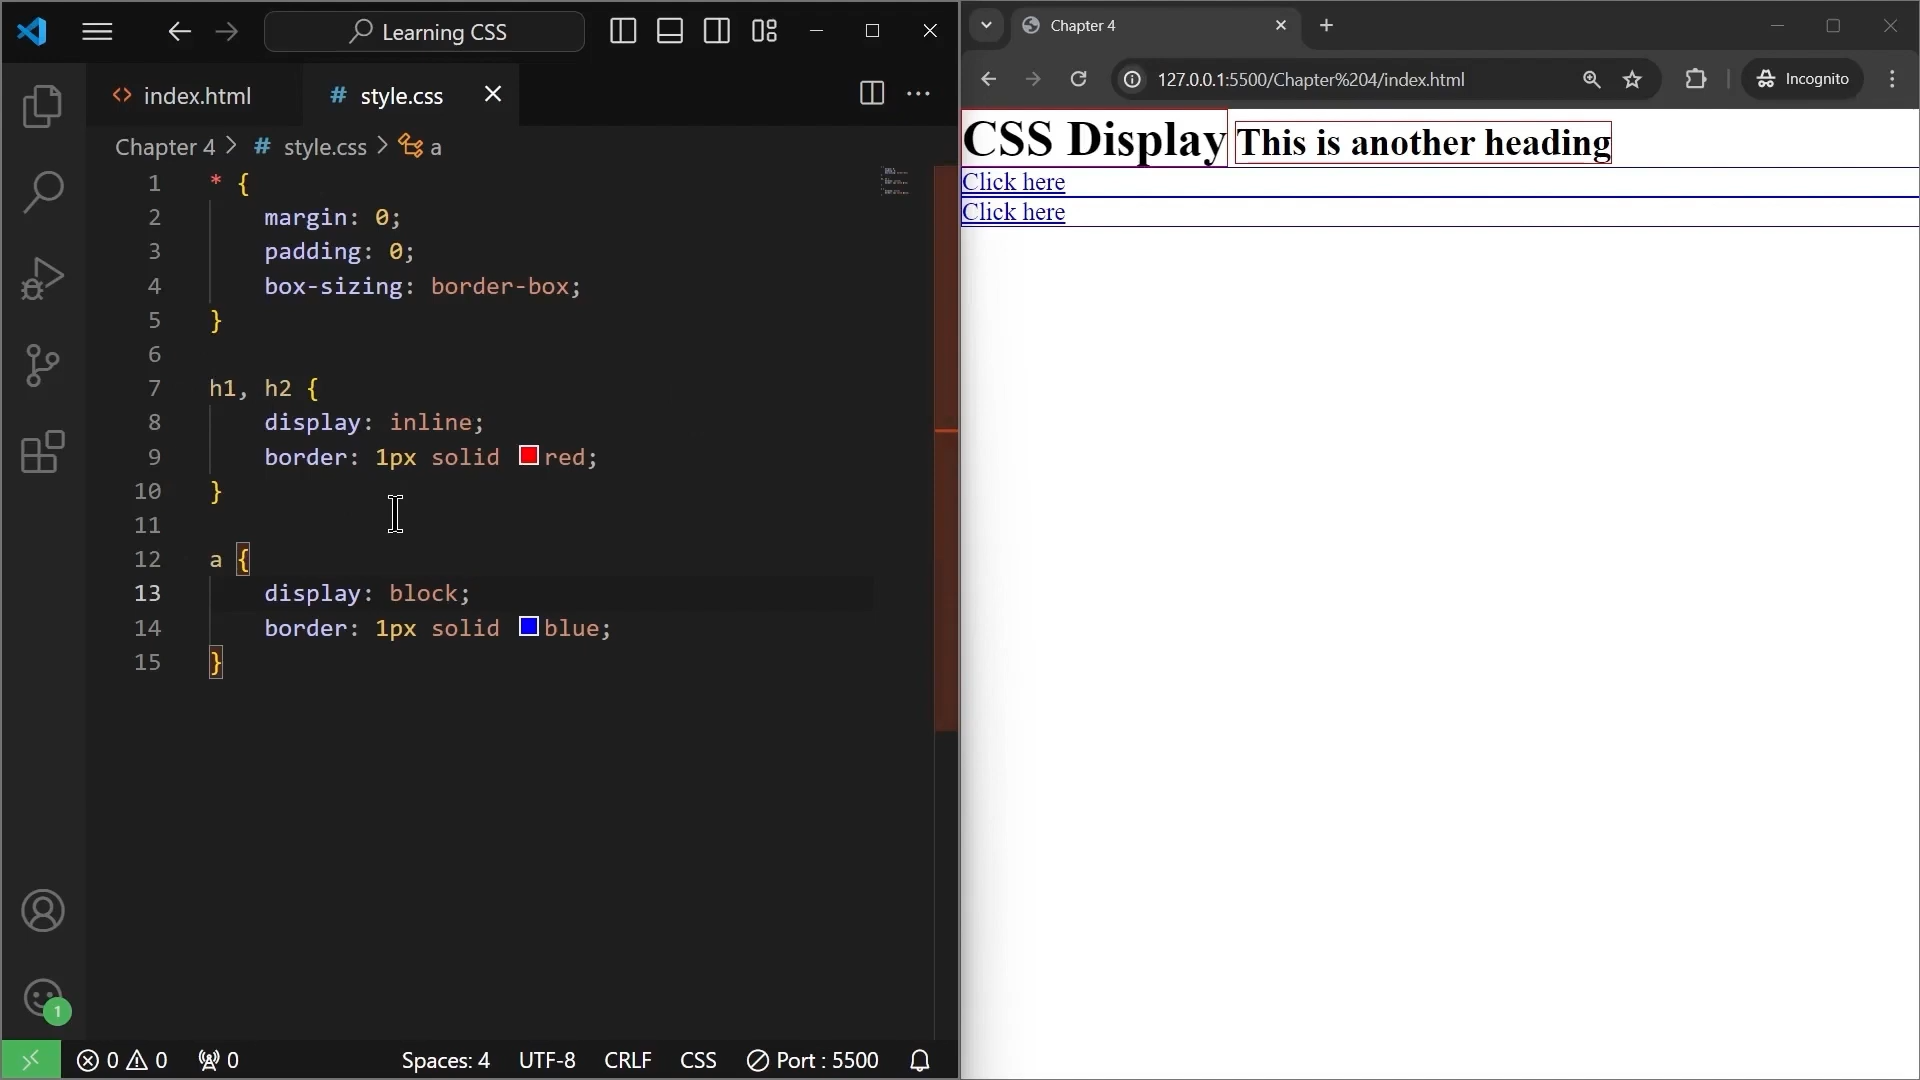 Learning CSS
index.html
# style.css
Chapter 4 > # style.css > a
1 * {
2 margin: 0;
3 padding: 0;
4 box-sizing: border-box;
5 }
6
7 h1, h2 {
8 display: inline;
9 border: 1px solid red;
10 }
11
12 a {
13 display: block;
14 border: 1px solid blue;
15 }
1
0 0 0
Spaces: 4 UTF-8 CRLF CSS Port : 5500
Chapter 4
127.0.0.1:5500/Chapter%204/index.html
Incognito
CSS Display This is another heading
Click here
Click here